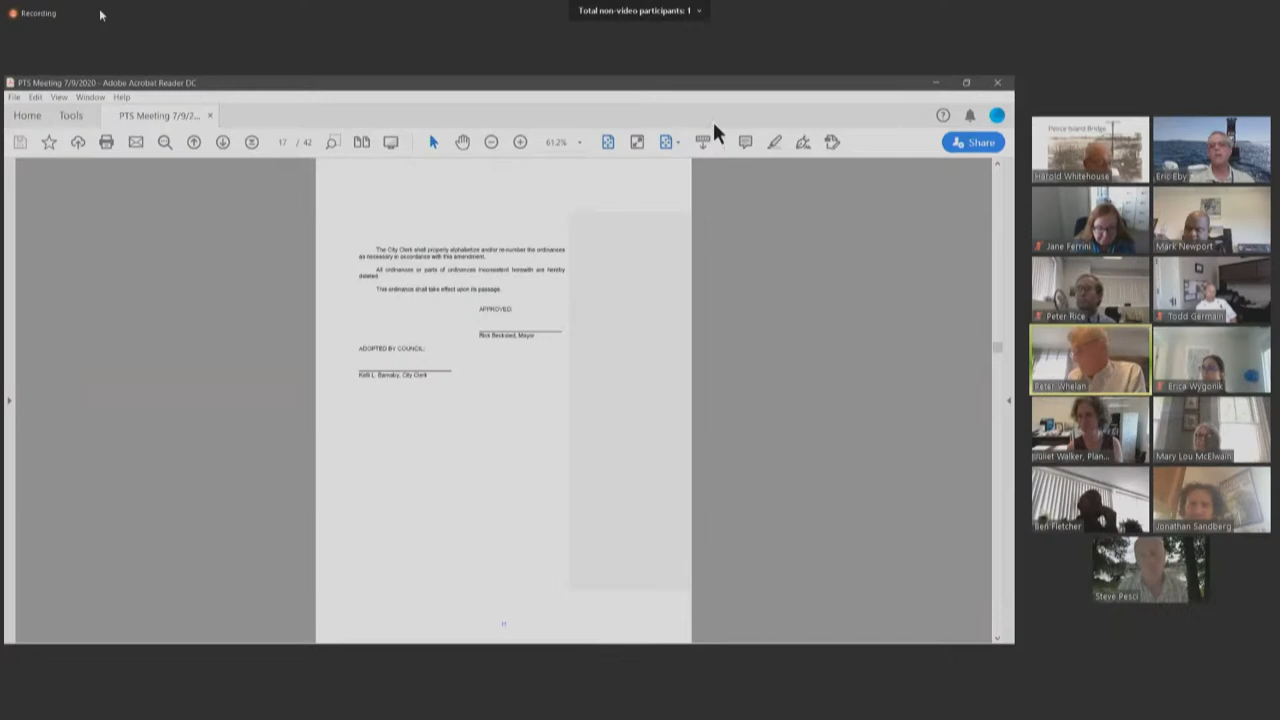 Recording
Total non-video participants: 1
PTS Meeting 7/9/2020 - Adobe Acrobat Reader DC
File Edit View Window Help
Home Tools PTS Meeting 7/9/2... ×
17 / 42
61.2%
Share
The City Clerk shall properly alphabetize and/or re-number the ordinances
as necessary in accordance with this amendment.
All ordinances or parts of ordinances inconsistent herewith are hereby
deleted.
This ordinance shall take effect upon its passage.
APPROVED:
Rick Becksted, Mayor
ADOPTED BY COUNCIL:
Kelli L. Barnaby, City Clerk
17
Peirce Island Bridge
Harold Whitehouse
Eric Eby
Jane Ferrini
Mark Newport
Peter Rice
Todd Germain
Peter Whelan
Erica Wygonik
Juliet Walker, Plan...
Mary Lou McElwain
Ben Fletcher
Jonathan Sandberg
Steve Pesci